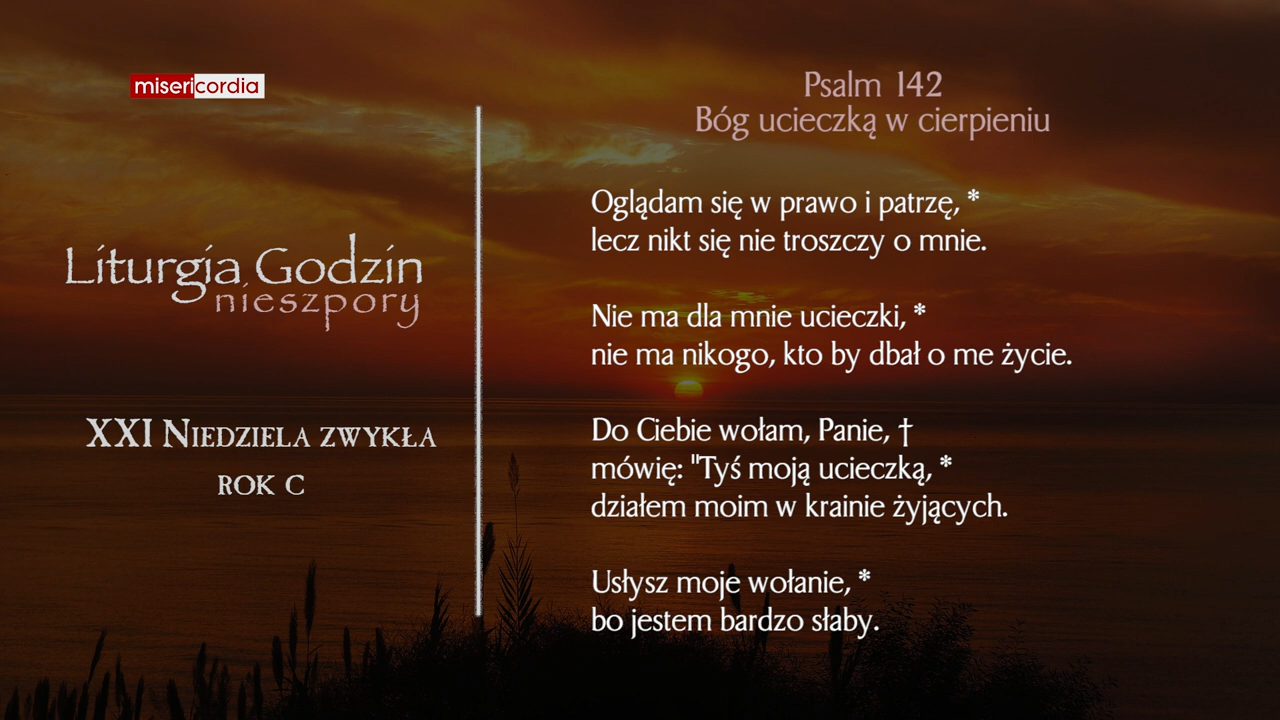 misericordia
Liturgia Godzin
nieszpory
XXI Niedziela zwykła
rok C
Psalm 142
Bóg ucieczką w cierpieniu
Oglądam się w prawo i patrzę, *
lecz nikt się nie troszczy o mnie.
Nie ma dla mnie ucieczki, *
nie ma nikogo, kto by dbał o me życie.
Do Ciebie wołam, Panie, †
mówię: "Tyś moją ucieczką, *
działem moim w krainie żyjących.
Usłysz moje wołanie, *
bo jestem bardzo słaby.